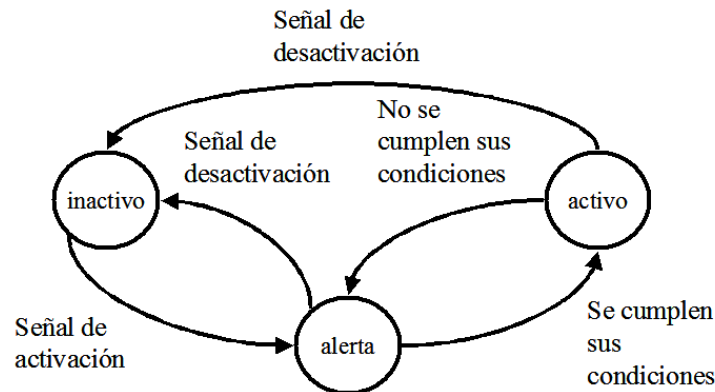 Señal de
desactivación
No se
cumplen sus
condiciones
Señal de
desactivación
inactivo
activo
Señal de
activación
alerta
Se cumplen
sus
condiciones